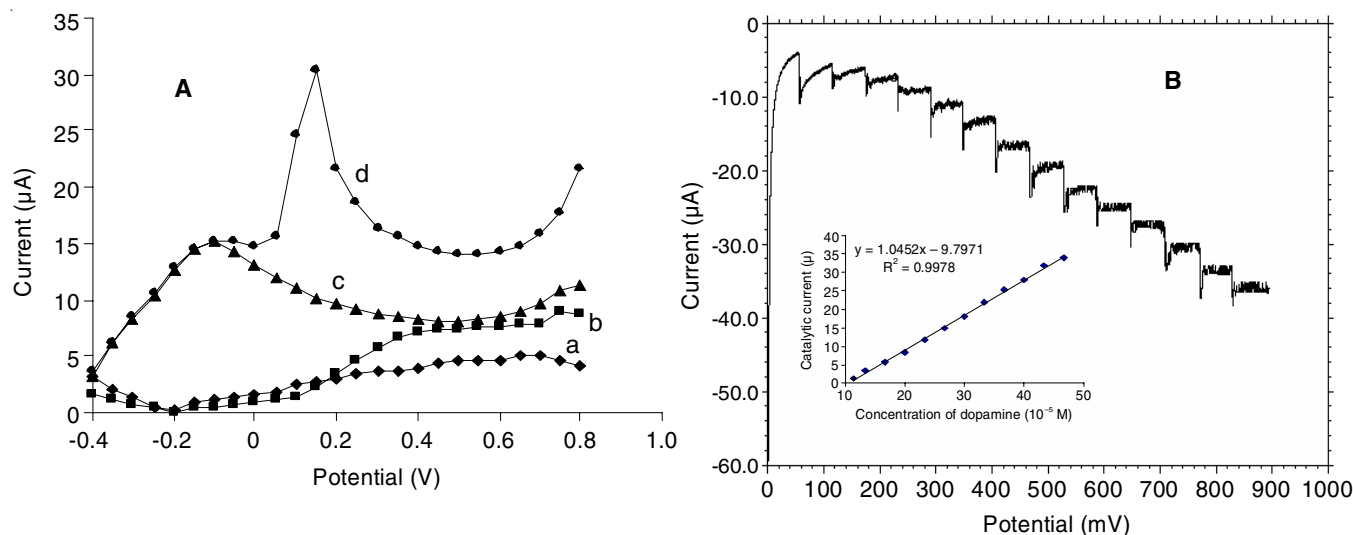 A
35
30
25
20
15
10
5
0
Current (µA)
-0.4 -0.2 0 0.2 0.4 0.6 0.8 1.0
Potential (V)
d
c
b
a
B
0
-10.0
-20.0
-30.0
-40.0
-50.0
-60.0
Current (µA)
0 100 200 300 400 500 600 700 800 900 1000
Potential (mV)
y = 1.0452x – 9.7971
R² = 0.9978
40
35
30
25
20
15
10
5
0
Catalytic current (µ)
10 20 30 40 50
Concentration of dopamine (10⁻⁵ M)